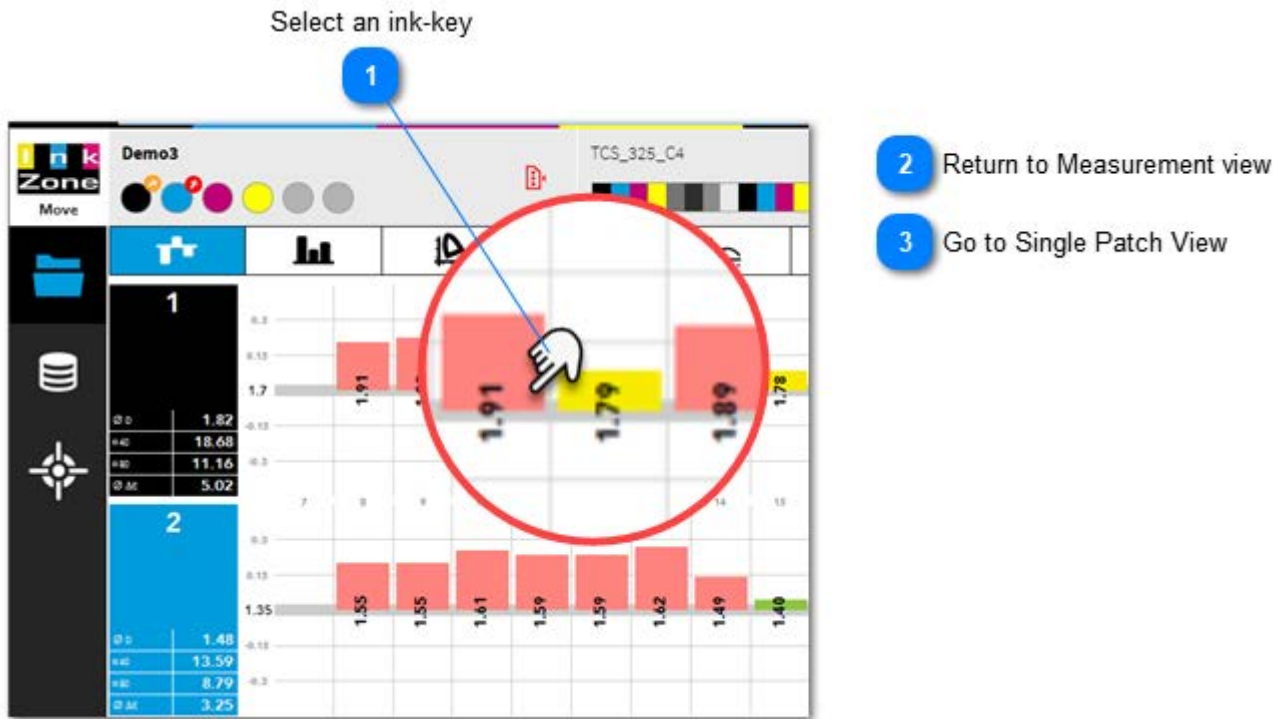 Select an ink-key
1
Ink
Zone
Move
Demo3
TCS_325_C4
2 Return to Measurement view
3 Go to Single Patch View
1
0.3
0.15
1.7
-0.15
-0.3
1.91
1.91
1.79
1.89
1.78
Ø D 1.82
18.68
11.16
5.02
7 8 9 14 15
2
0.3
0.15
1.35
-0.15
-0.3
1.55 1.55 1.61 1.59 1.59 1.62 1.49 1.40
Ø D 1.48
13.59
8.79
3.25